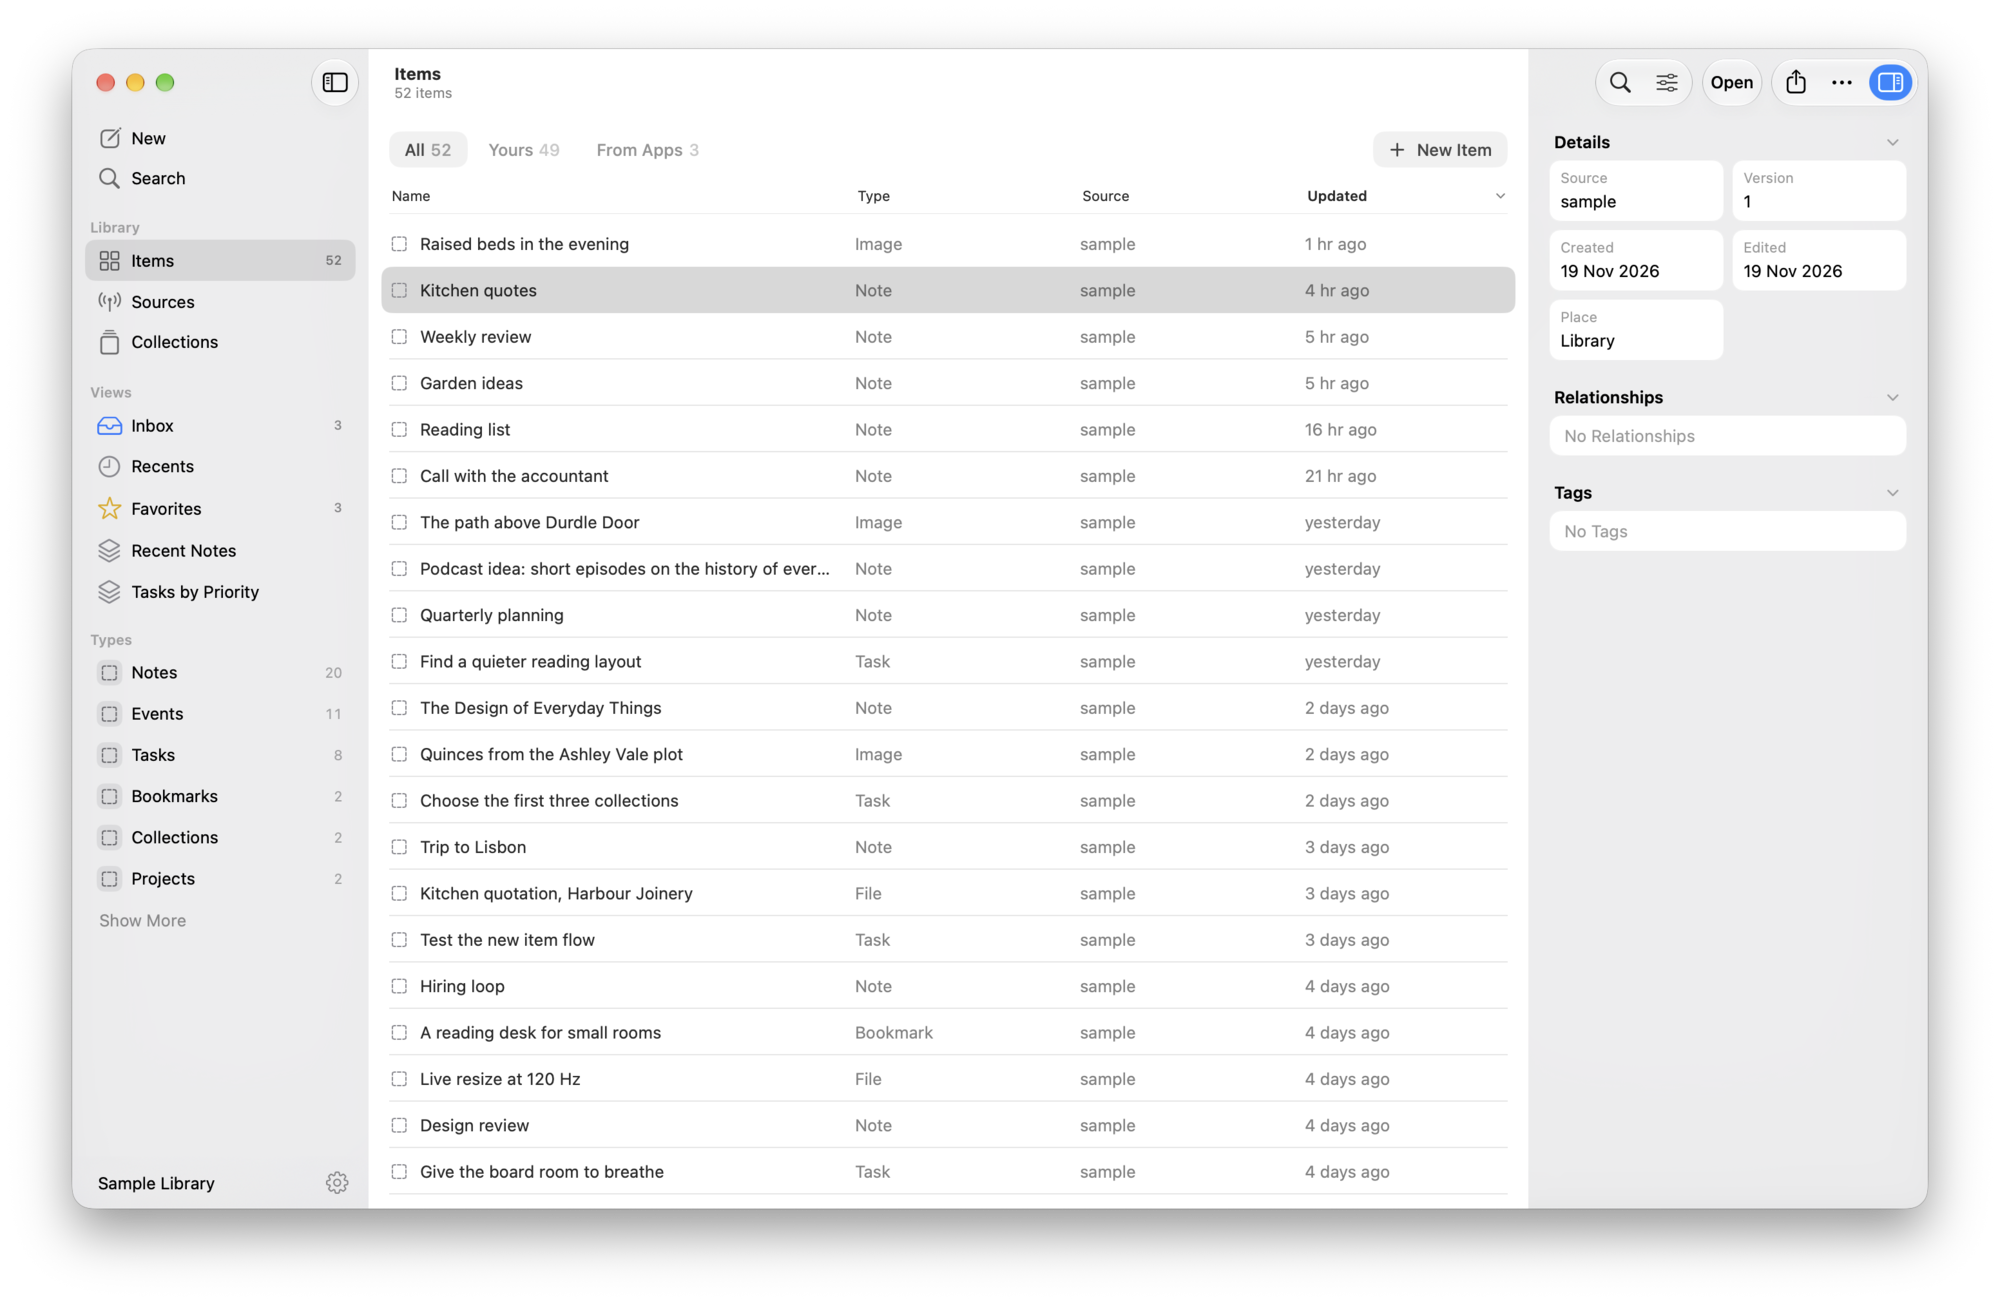 New
Search
Library
Items 52
Sources
Collections
Views
Inbox 3
Recents
Favorites 3
Recent Notes
Tasks by Priority
Types
Notes 20
Events 11
Tasks 8
Bookmarks 2
Collections 2
Projects 2
Show More
Sample Library
Items
52 items
All 52 Yours 49 From Apps 3
New Item
Name Type Source Updated
Raised beds in the evening Image sample 1 hr ago
Kitchen quotes Note sample 4 hr ago
Weekly review Note sample 5 hr ago
Garden ideas Note sample 5 hr ago
Reading list Note sample 16 hr ago
Call with the accountant Note sample 21 hr ago
The path above Durdle Door Image sample yesterday
Podcast idea: short episodes on the history of ever... Note sample yesterday
Quarterly planning Note sample yesterday
Find a quieter reading layout Task sample yesterday
The Design of Everyday Things Note sample 2 days ago
Quinces from the Ashley Vale plot Image sample 2 days ago
Choose the first three collections Task sample 2 days ago
Trip to Lisbon Note sample 3 days ago
Kitchen quotation, Harbour Joinery File sample 3 days ago
Test the new item flow Task sample 3 days ago
Hiring loop Note sample 4 days ago
A reading desk for small rooms Bookmark sample 4 days ago
Live resize at 120 Hz File sample 4 days ago
Design review Note sample 4 days ago
Give the board room to breathe Task sample 4 days ago
Open
Details
Source Version
sample 1
Created Edited
19 Nov 2026 19 Nov 2026
Place
Library
Relationships
No Relationships
Tags
No Tags